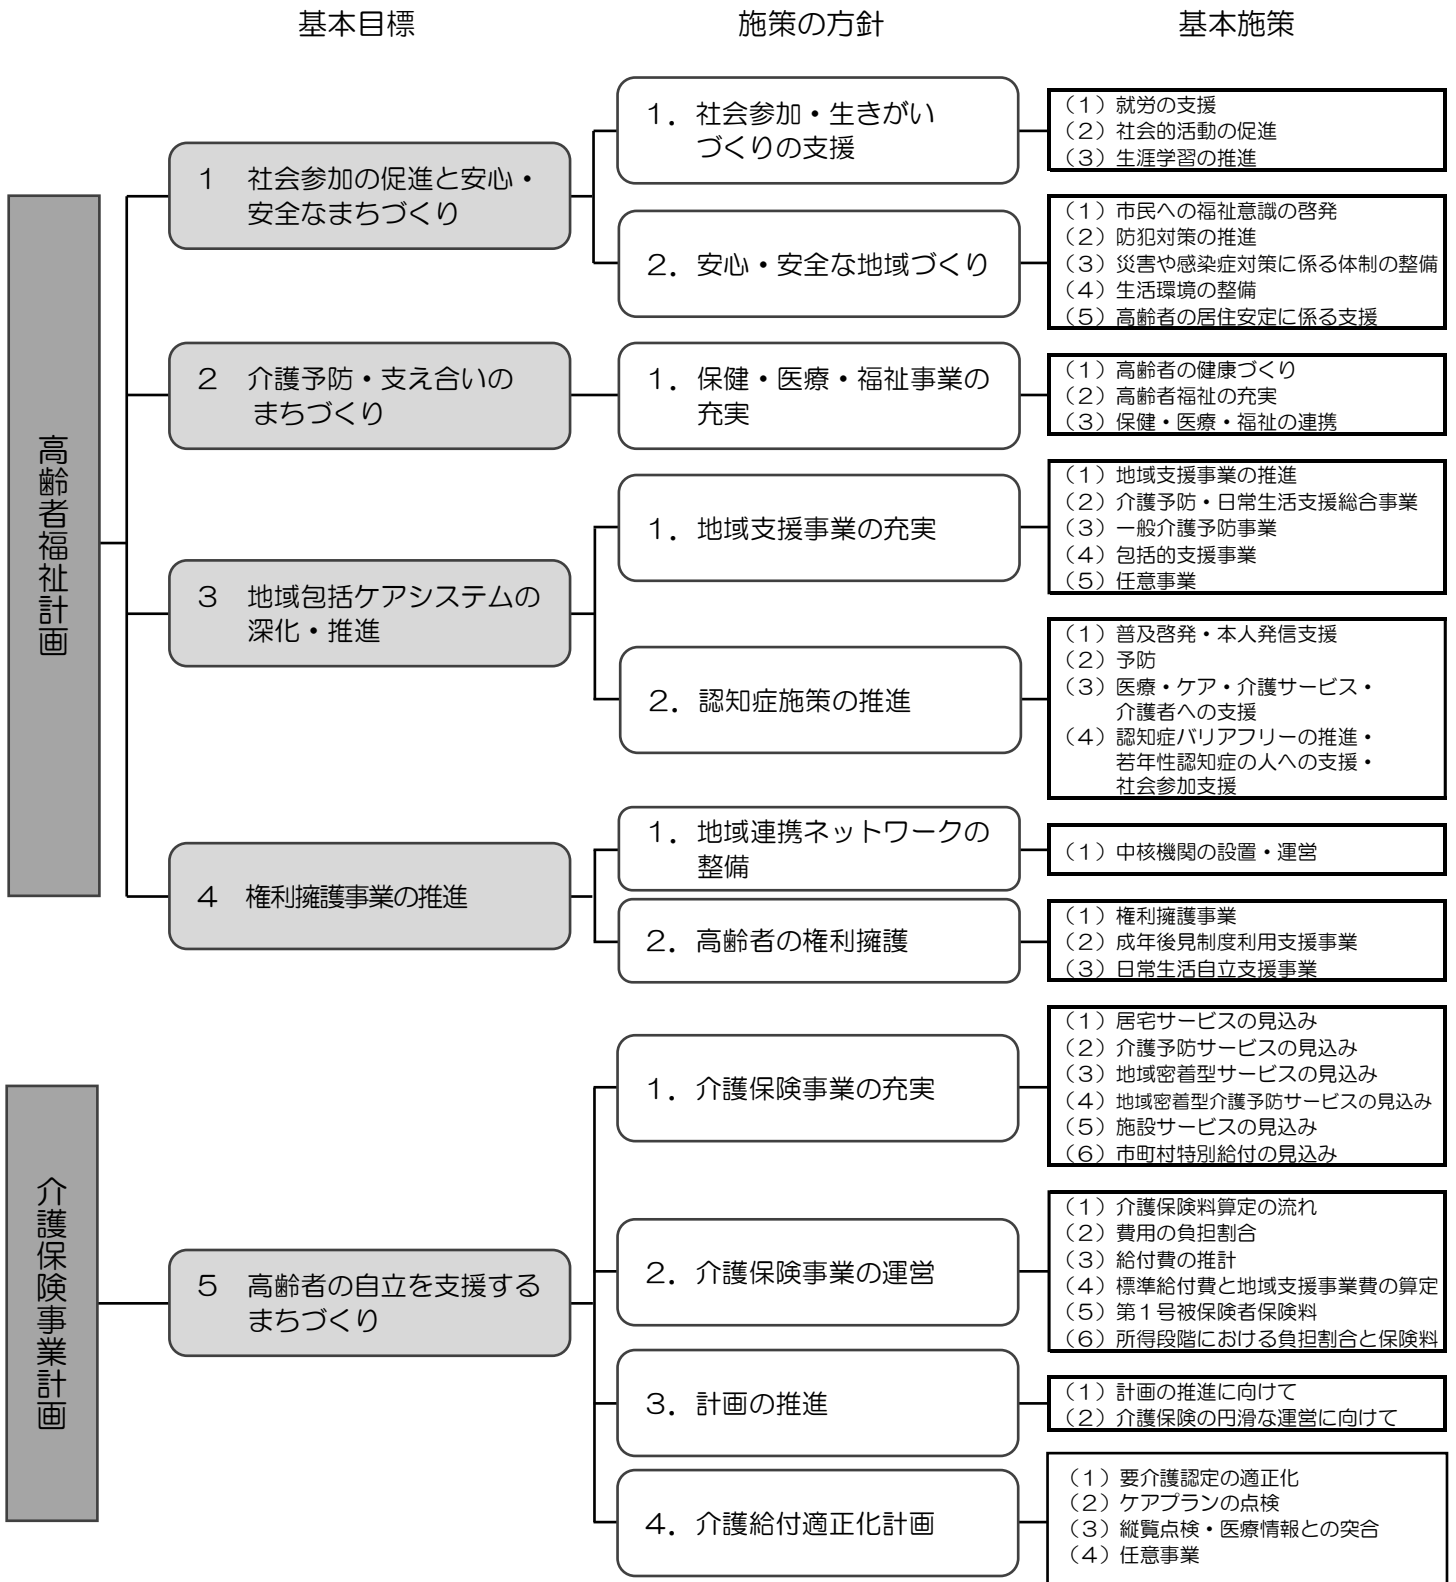 基本目標
施策の方針
基本施策
高齢者福祉計画
1 社会参加の促進と安心・
安全なまちづくり
1．社会参加・生きがい
づくりの支援
（1）就労の支援
（2）社会的活動の促進
（3）生涯学習の推進
2．安心・安全な地域づくり
（1）市民への福祉意識の啓発
（2）防犯対策の推進
（3）災害や感染症対策に係る体制の整備
（4）生活環境の整備
（5）高齢者の居住安定に係る支援
2 介護予防・支え合いの
まちづくり
1．保健・医療・福祉事業の
充実
（1）高齢者の健康づくり
（2）高齢者福祉の充実
（3）保健・医療・福祉の連携
3 地域包括ケアシステムの
深化・推進
1．地域支援事業の充実
（1）地域支援事業の推進
（2）介護予防・日常生活支援総合事業
（3）一般介護予防事業
（4）包括的支援事業
（5）任意事業
2．認知症施策の推進
（1）普及啓発・本人発信支援
（2）予防
（3）医療・ケア・介護サービス・
介護者への支援
（4）認知症バリアフリーの推進・
若年性認知症の人への支援・
社会参加支援
4 権利擁護事業の推進
1．地域連携ネットワークの
整備
（1）中核機関の設置・運営
2．高齢者の権利擁護
（1）権利擁護事業
（2）成年後見制度利用支援事業
（3）日常生活自立支援事業
介護保険事業計画
5 高齢者の自立を支援する
まちづくり
1．介護保険事業の充実
（1）居宅サービスの見込み
（2）介護予防サービスの見込み
（3）地域密着型サービスの見込み
（4）地域密着型介護予防サービスの見込み
（5）施設サービスの見込み
（6）市町村特別給付の見込み
2．介護保険事業の運営
（1）介護保険料算定の流れ
（2）費用の負担割合
（3）給付費の推計
（4）標準給付費と地域支援事業費の算定
（5）第1号被保険者保険料
（6）所得段階における負担割合と保険料
3．計画の推進
（1）計画の推進に向けて
（2）介護保険の円滑な運営に向けて
4．介護給付適正化計画
（1）要介護認定の適正化
（2）ケアプランの点検
（3）縦覧点検・医療情報との突合
（4）任意事業